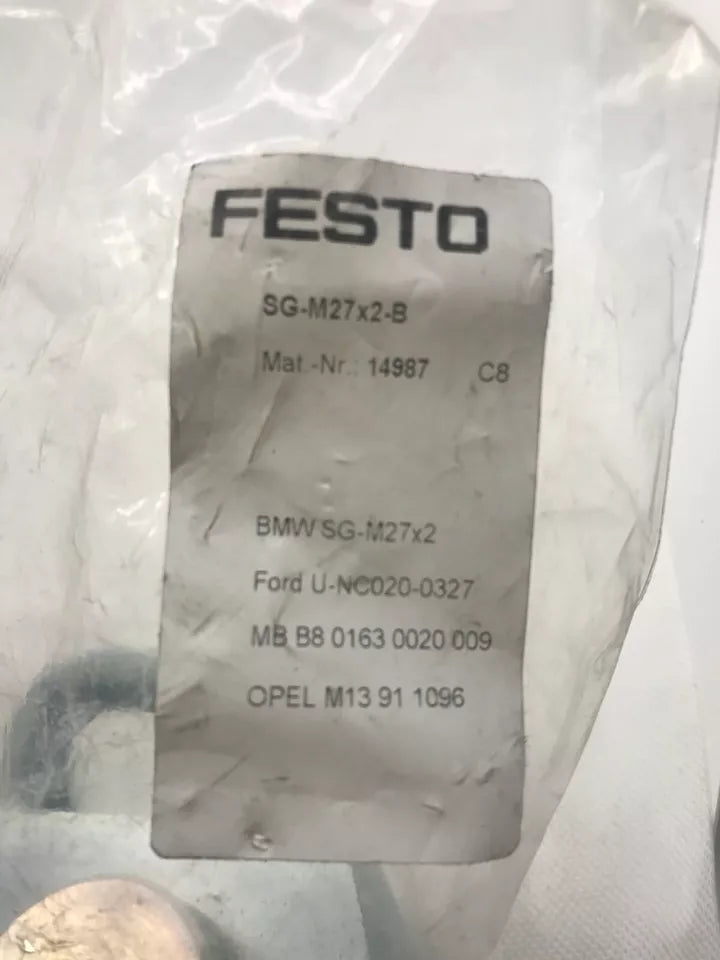 FESTO
SG-M27x2-B
Mat.-Nr.: 14987 C8
BMW SG-M27x2
Ford U-NC020-0327
MB B8 0163 0020 009
OPEL M13 91 1096